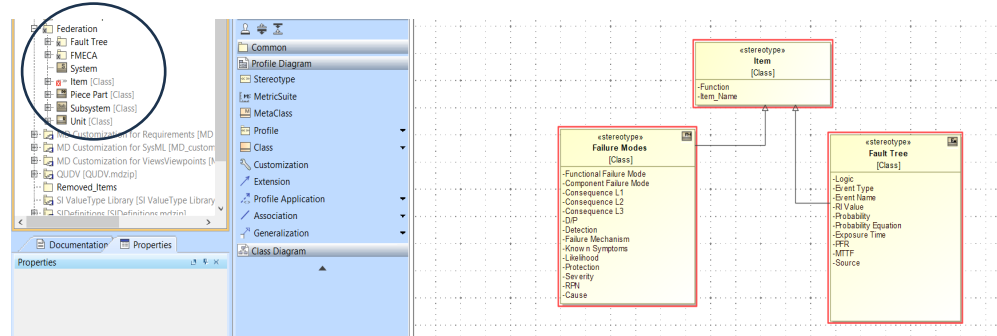 Federation
Fault Tree
FMECA
System
Item [Class]
Piece Part [Class]
Subsystem [Class]
Unit [Class]
MD Customization for Requirements [MD
MD Customization for SysML [MD_custom
MD Customization for ViewsViewpoints [M
QUDV [QUDV.mdzip]
Removed_Items
SI ValueType Library [SI ValueType Library
SIDefinitions [SIDefinitions.mdzip]
Documentation
Properties
Properties
Common
Profile Diagram
Stereotype
MetricSuite
MetaClass
Profile
Class
Customization
Extension
Profile Application
Association
Generalization
Class Diagram
«stereotype»
Item
[Class]
-Function
-Item_Name
«stereotype»
Failure Modes
[Class]
-Functional Failure Mode
-Component Failure Mode
-Consequence L1
-Consequence L2
-Consequence L3
-D/P
-Detection
-Failure Mechanism
-Known Symptoms
-Likelihood
-Protection
-Severity
-RPN
-Cause
«stereotype»
Fault Tree
[Class]
-Logic
-Event Type
-Event Name
-RI Value
-Probability
-Probability Equation
-Exposure Time
-PFR
-MTTF
-Source